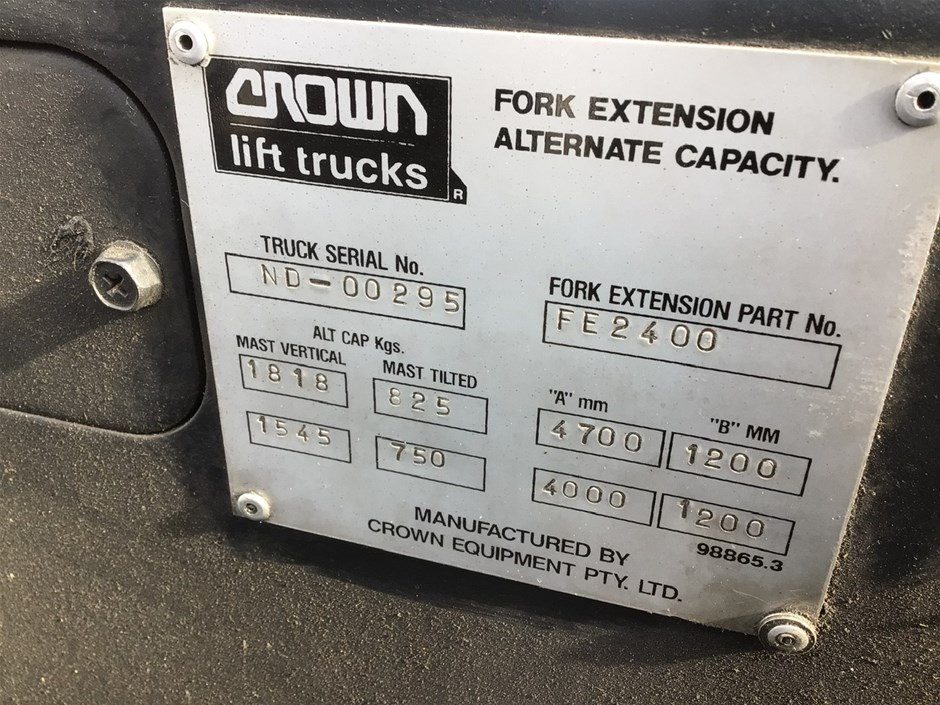 CROWN
lift trucks
R
FORK EXTENSION
ALTERNATE CAPACITY.
TRUCK SERIAL No.
ND-00295
FORK EXTENSION PART No.
FE2400
ALT CAP Kgs.
MAST VERTICAL MAST TILTED
1818 825
1545 750
"A" mm "B" MM
4700 1200
4000 1200
MANUFACTURED BY
CROWN EQUIPMENT PTY. LTD.
98865.3